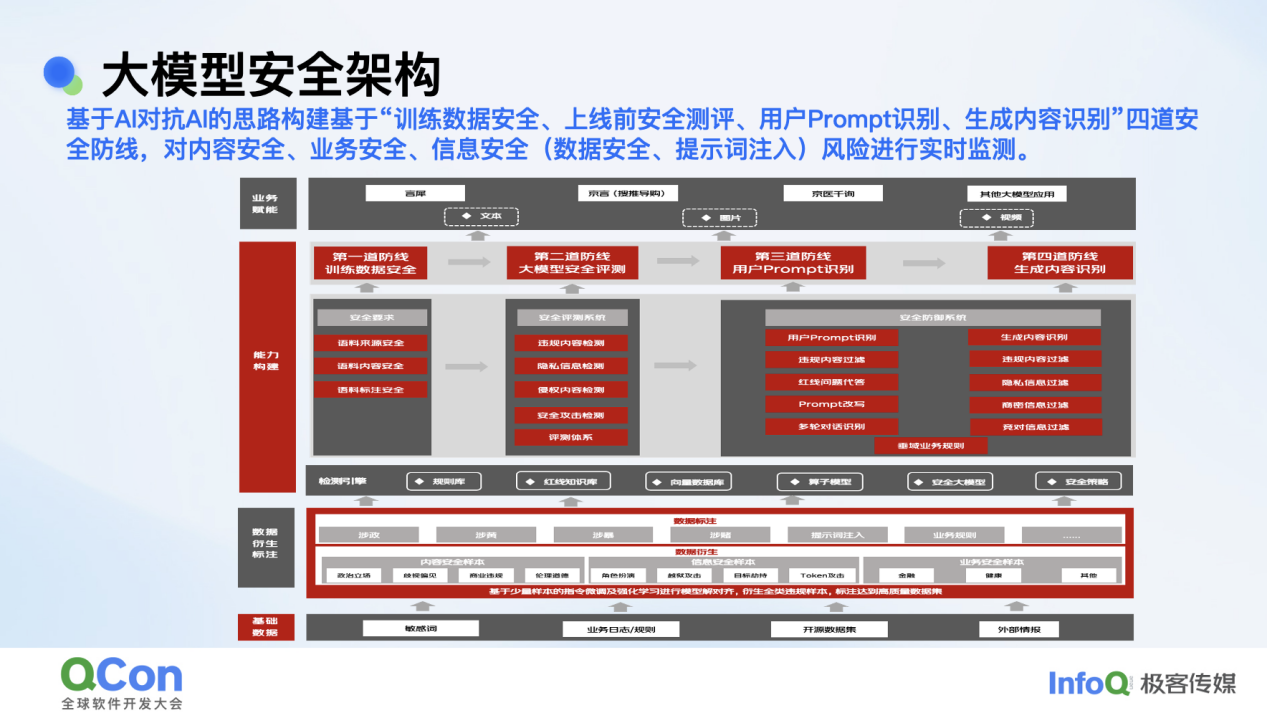 大模型安全架构
基于AI对抗AI的思路构建基于“训练数据安全、上线前安全测评、用户Prompt识别、生成内容识别”四道安
全防线，对内容安全、业务安全、信息安全（数据安全、提示词注入）风险进行实时监测。
业务
赋能
言犀
京言（搜推导购）
京医千询
其他大模型应用
文本
图片
视频
能力
构建
第一道防线
训练数据安全
第二道防线
大模型安全评测
第三道防线
用户Prompt识别
第四道防线
生成内容识别
安全要求
语料来源安全
语料内容安全
语料标注安全
安全评测系统
违规内容检测
隐私信息检测
侵权内容检测
安全攻击检测
评测体系
安全防御系统
用户Prompt识别
违规内容过滤
红线问题代答
Prompt改写
多轮对话识别
生成内容识别
违规内容过滤
隐私信息过滤
商密信息过滤
竞对信息过滤
垂域业务规则
检测引擎
规则库
红线知识库
向量数据库
算子模型
安全大模型
安全策略
数据
衍生
标注
数据标注
涉政
涉黄
涉暴
涉赌
提示词注入
业务规则
……
数据衍生
内容安全样本
政治立场
歧视偏见
商业违规
伦理道德
信息安全样本
角色扮演
越狱攻击
目标劫持
Token攻击
业务安全样本
金融
健康
其他
基于少量样本的指令微调及强化学习进行模型解对齐，衍生全类违规样本，标注达到高质量数据集
基础
数据
敏感词
业务日志/规则
开源数据集
外部情报
QCon
全球软件开发大会
InfoQ 极客传媒